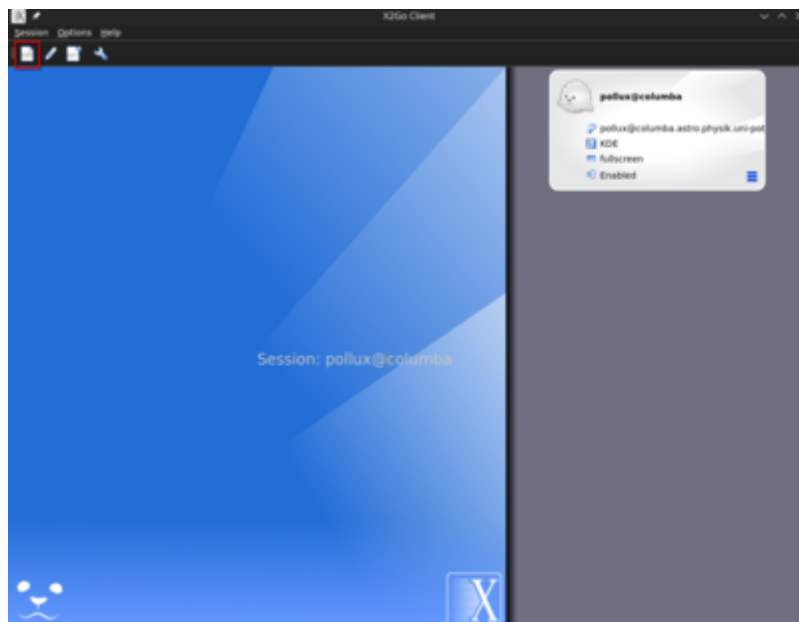 X2Go Client
Session Options Help
pollux@columba
pollux@columba.astro.physik.uni-pot
KDE
fullscreen
Enabled
Session: pollux@columba
X